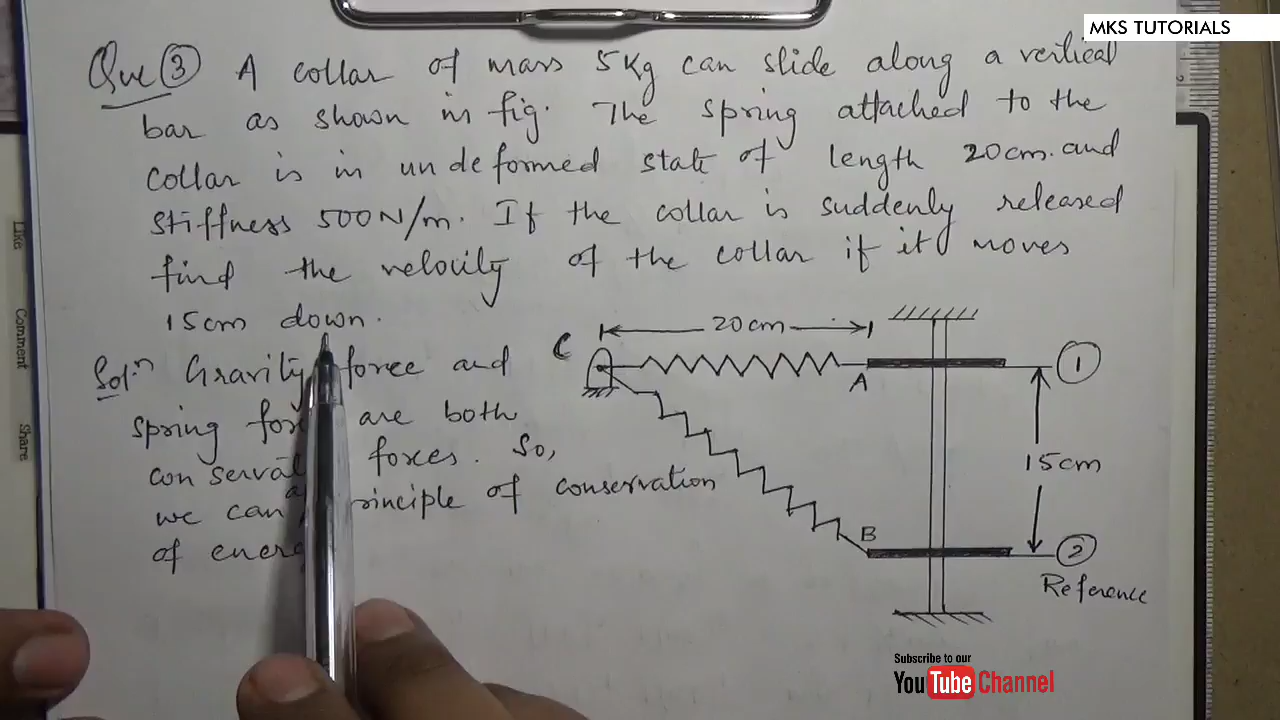 MKS TUTORIALS
Que ③ A collar of mass 5Kg can slide along a vertical
bar as shown in fig. The spring attached to the
collar is in undeformed state of length 20cm. and
stiffness 500N/m. If the collar is suddenly released
find the velocity of the collar if it moves
15cm down.
Solⁿ Gravity force and
spring are both
forces. So,
we can principle of conservation
of
C
20cm
A
①
15cm
B
②
Reference
Like
Comment
Share
Subscribe to our
YouTube Channel